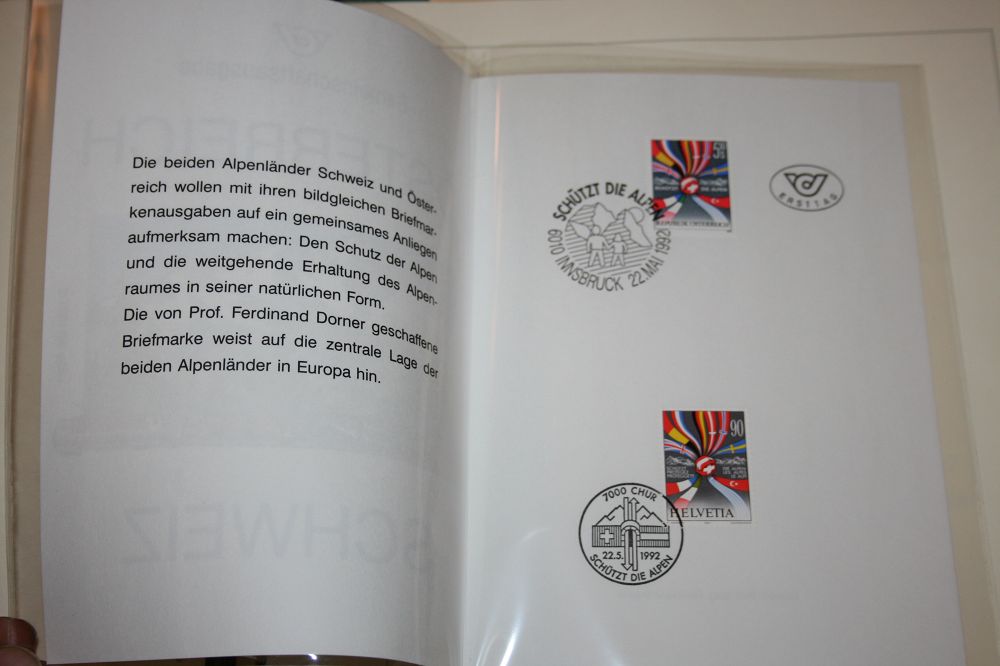 Die beiden Alpenländer Schweiz und Öster-
reich wollen mit ihren bildgleichen Briefmar-
kenausgaben auf ein gemeinsames Anliegen
aufmerksam machen: Den Schutz der Alpen
und die weitgehende Erhaltung des Alpen-
raumes in seiner natürlichen Form.
Die von Prof. Ferdinand Dorner geschaffene
Briefmarke weist auf die zentrale Lage der
beiden Alpenländer in Europa hin.
REPUBLIK ÖSTERREICH
ERSTTAG
SCHÜTZT DIE ALPEN
6010 INNSBRUCK 22. MAI 1992
90
HELVETIA
7000 CHUR
22.5. 1992
SCHÜTZT DIE ALPEN